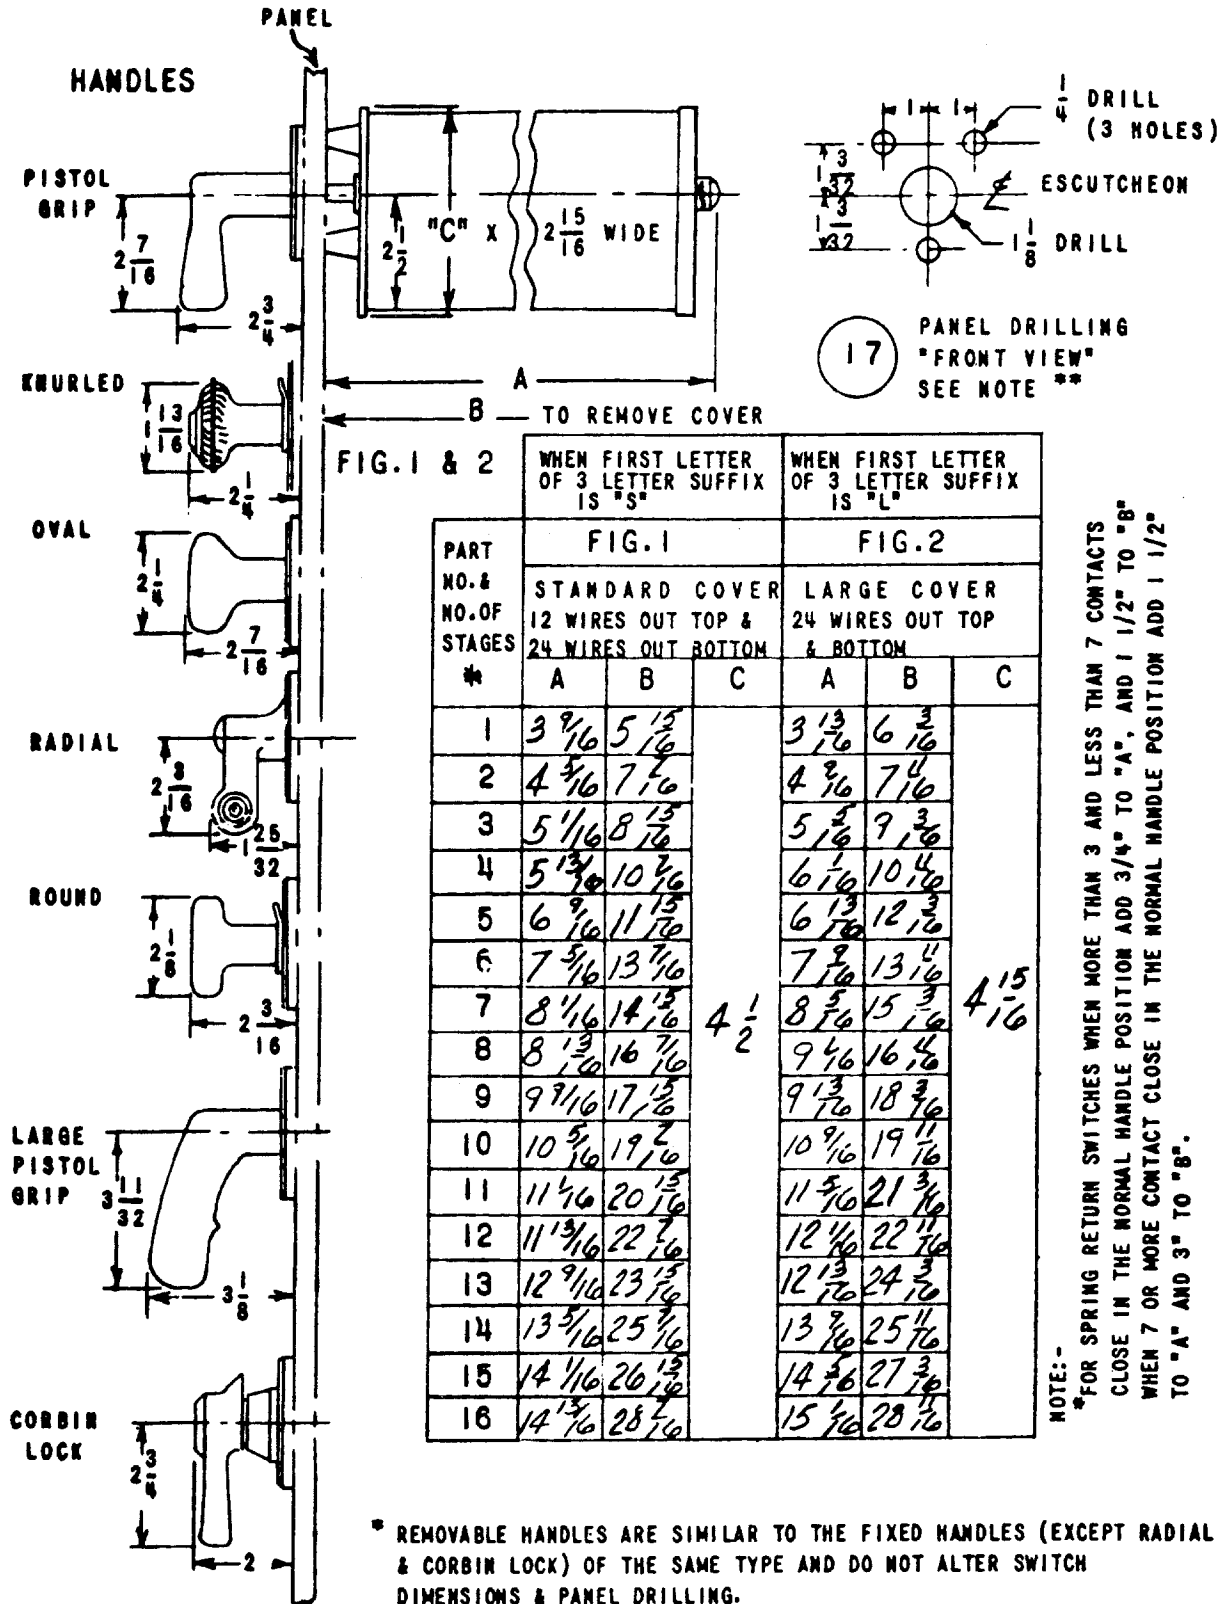 PANEL
HANDLES
PISTOL
GRIP
2 7/16
2 3/4
2 1/2
"C" X 2 15/16 WIDE
A
B TO REMOVE COVER
1 1
1/4 DRILL
(3 HOLES)
1 3/32
1 3/32
℄ ESCUTCHEON
1 1/8 DRILL
17
PANEL DRILLING
"FRONT VIEW"
SEE NOTE **
KNURLED
1 13/16
2 1/4
OVAL
2 1/4
2 7/16
RADIAL
2 3/16
1 25/32
ROUND
2 1/8
2 3/16
LARGE
PISTOL
GRIP
3 11/32
3 1/8
CORBIN
LOCK
2 3/4
2
FIG. 1 & 2
WHEN FIRST LETTER
OF 3 LETTER SUFFIX
IS "S"
WHEN FIRST LETTER
OF 3 LETTER SUFFIX
IS "L"
PART
NO.&
NO.OF
STAGES
*
FIG. 1
FIG. 2
STANDARD COVER
12 WIRES OUT TOP &
24 WIRES OUT BOTTOM
LARGE COVER
24 WIRES OUT TOP
& BOTTOM
A B C A B C
1 3 9/16 5 15/16 3 13/16 6 3/16
2 4 5/16 7 7/16 4 9/16 7 11/16
3 5 1/16 8 15/16 5 5/16 9 3/16
4 5 13/16 10 7/16 6 1/16 10 11/16
5 6 9/16 11 15/16 6 13/16 12 3/16
6 7 5/16 13 7/16 7 9/16 13 11/16
7 8 1/16 14 15/16 4 1/2 8 5/16 15 3/16 4 15/16
8 8 13/16 16 7/16 9 1/16 16 11/16
9 9 9/16 17 15/16 9 13/16 18 3/16
10 10 5/16 19 7/16 10 9/16 19 11/16
11 11 1/16 20 15/16 11 5/16 21 3/16
12 11 13/16 22 7/16 12 1/16 22 11/16
13 12 9/16 23 15/16 12 13/16 24 3/16
14 13 5/16 25 7/16 13 9/16 25 11/16
15 14 1/16 26 15/16 14 5/16 27 3/16
16 14 13/16 28 7/16 15 1/16 28 11/16
NOTE:-
*FOR SPRING RETURN SWITCHES WHEN MORE THAN 3 AND LESS THAN 7 CONTACTS
CLOSE IN THE NORMAL HANDLE POSITION ADD 3/4" TO "A", AND 1 1/2" TO "B"
WHEN 7 OR MORE CONTACT CLOSE IN THE NORMAL HANDLE POSITION ADD 1 1/2"
TO "A" AND 3" TO "B".
* REMOVABLE HANDLES ARE SIMILAR TO THE FIXED HANDLES (EXCEPT RADIAL
& CORBIN LOCK) OF THE SAME TYPE AND DO NOT ALTER SWITCH
DIMENSIONS & PANEL DRILLING.